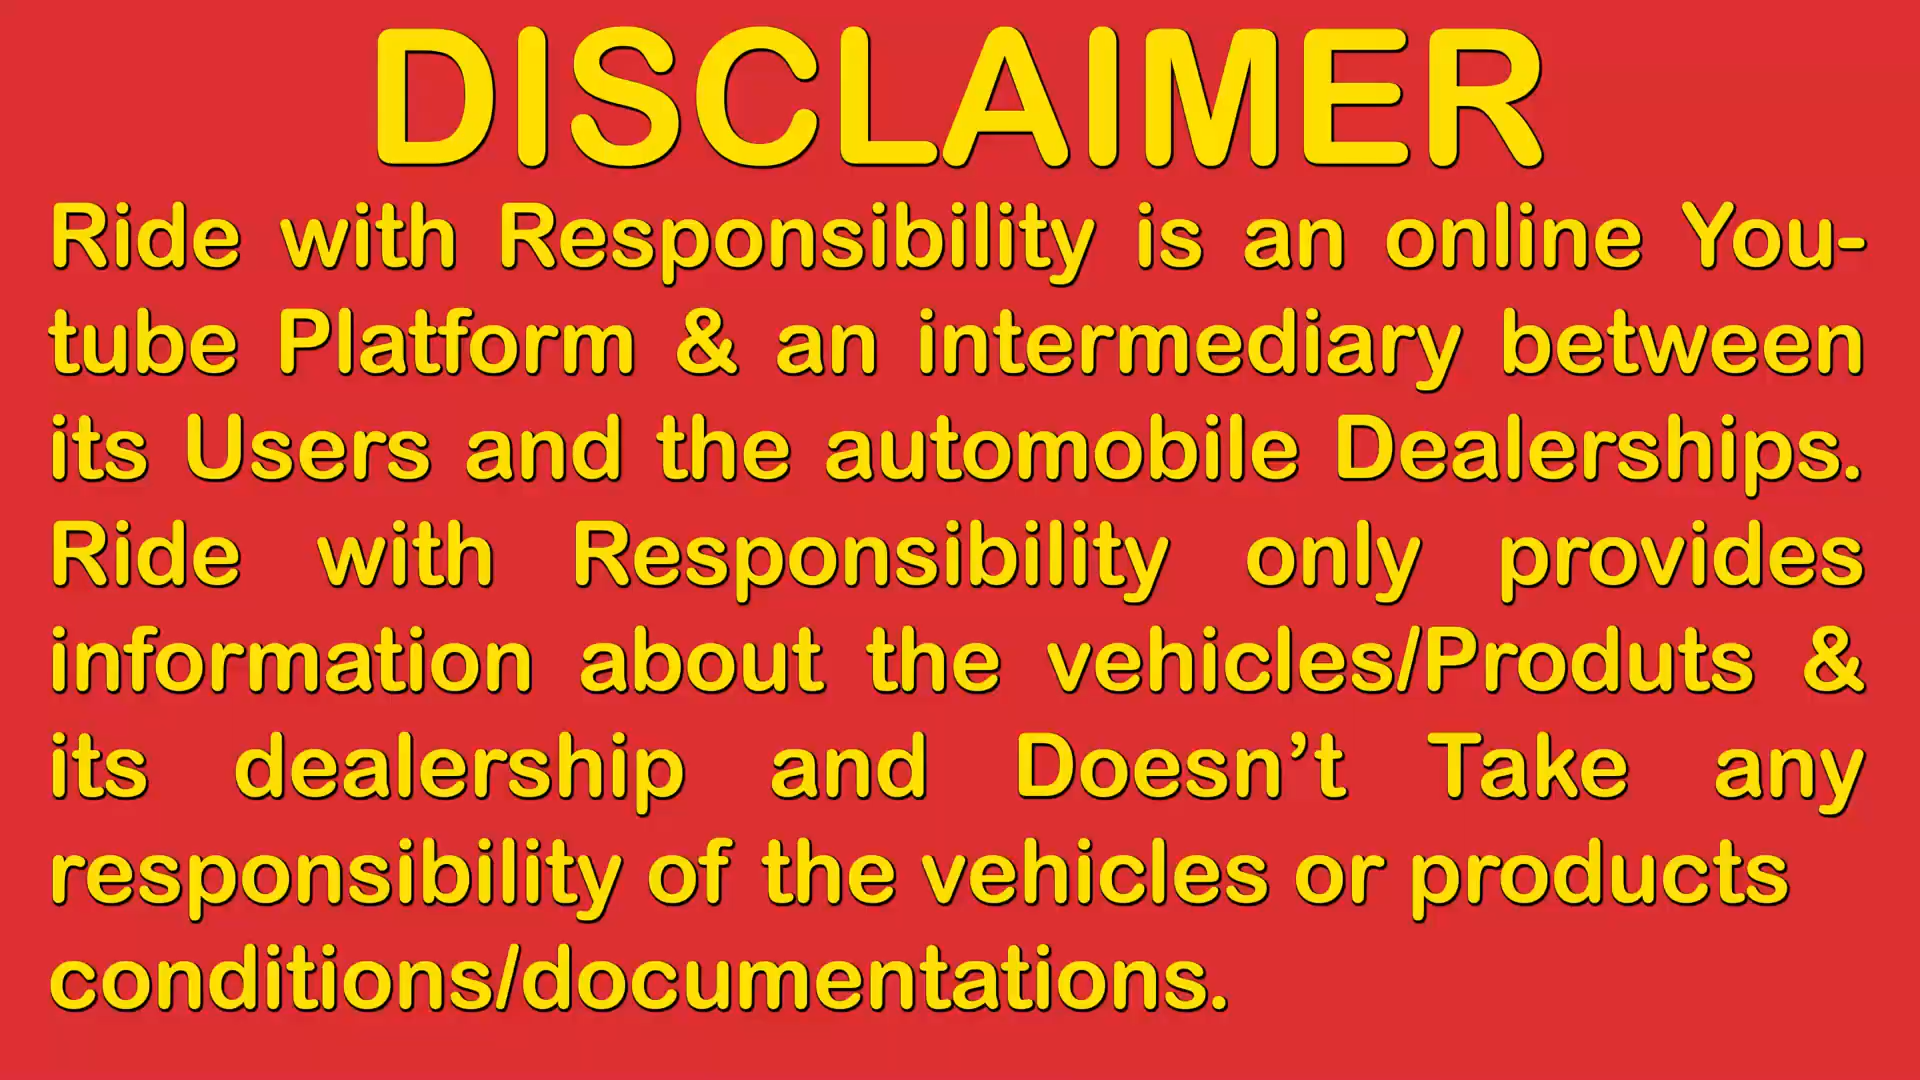 DISCLAIMER
Ride with Responsibility is an online You-
tube Platform & an intermediary between
its Users and the automobile Dealerships.
Ride with Responsibility only provides
information about the vehicles/Produts &
its dealership and Doesn’t Take any
responsibility of the vehicles or products
conditions/documentations.